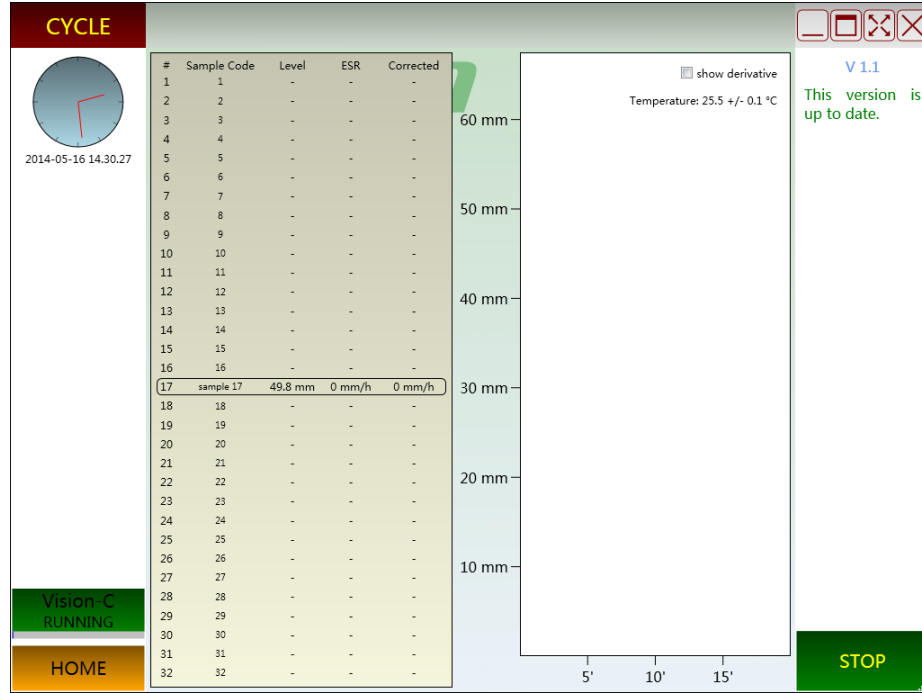 CYCLE
2014-05-16 14.30.27
# Sample Code Level ESR Corrected
1 1 - - -
2 2 - - -
3 3 - - -
4 4 - - -
5 5 - - -
6 6 - - -
7 7 - - -
8 8 - - -
9 9 - - -
10 10 - - -
11 11 - - -
12 12 - - -
13 13 - - -
14 14 - - -
15 15 - - -
16 16 - - -
17 sample 17 49.8 mm 0 mm/h 0 mm/h
18 18 - - -
19 19 - - -
20 20 - - -
21 21 - - -
22 22 - - -
23 23 - - -
24 24 - - -
25 25 - - -
26 26 - - -
27 27 - - -
28 28 - - -
29 29 - - -
30 30 - - -
31 31 - - -
32 32 - - -
show derivative
Temperature: 25.5 +/- 0.1 °C
60 mm
50 mm
40 mm
30 mm
20 mm
10 mm
5' 10' 15'
V 1.1
This version is
up to date.
Vision-C
RUNNING
HOME
STOP